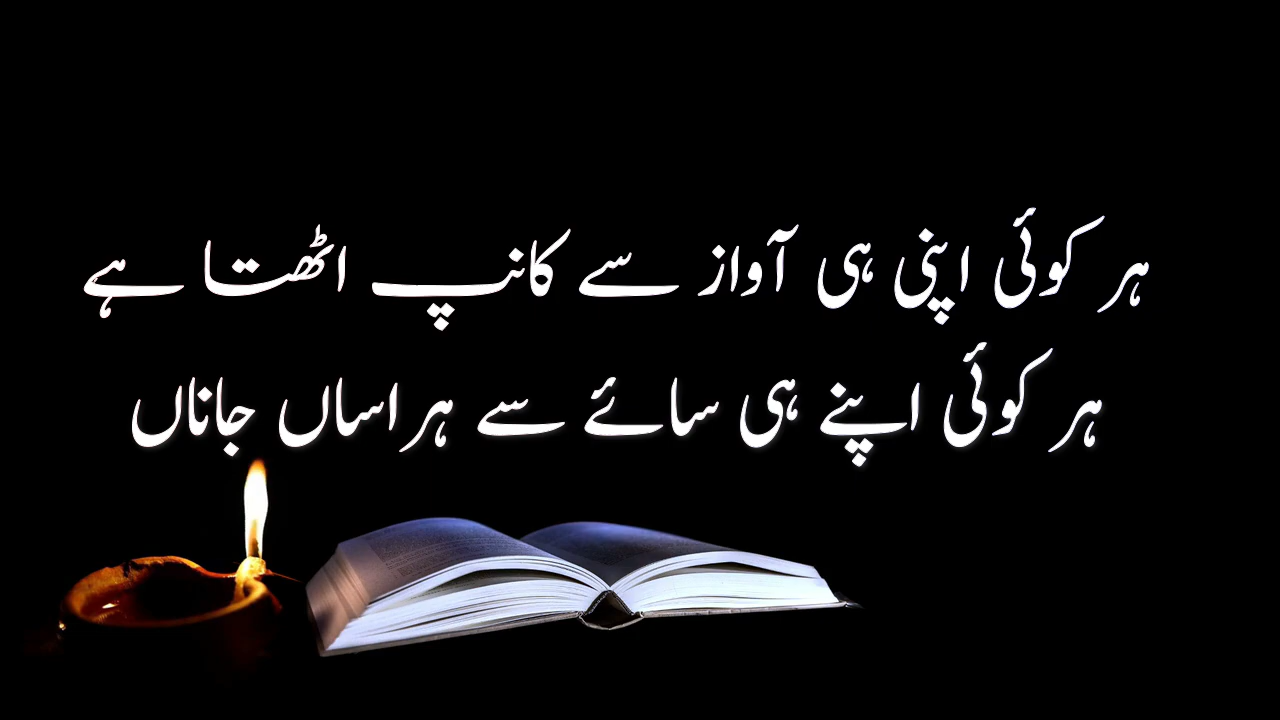 ہر کوئی اپنی ہی آواز سے کانپ اٹھتا ہے
ہر کوئی اپنے ہی سائے سے ہراساں جاناں